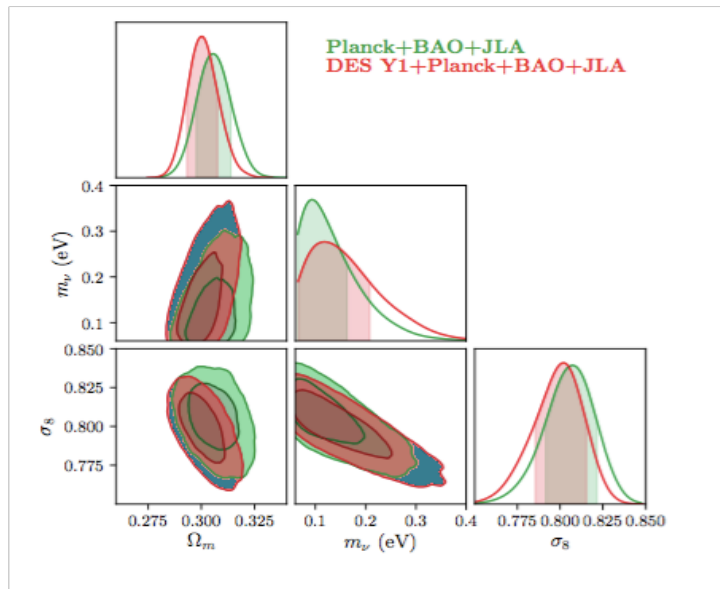 Planck+BAO+JLA
DES Y1+Planck+BAO+JLA
0.4
0.3
0.2
0.1
m_ν (eV)
0.850
0.825
0.800
0.775
σ₈
0.275 0.300 0.325
Ω_m
0.1 0.2 0.3 0.4
m_ν (eV)
0.775 0.800 0.825 0.850
σ₈